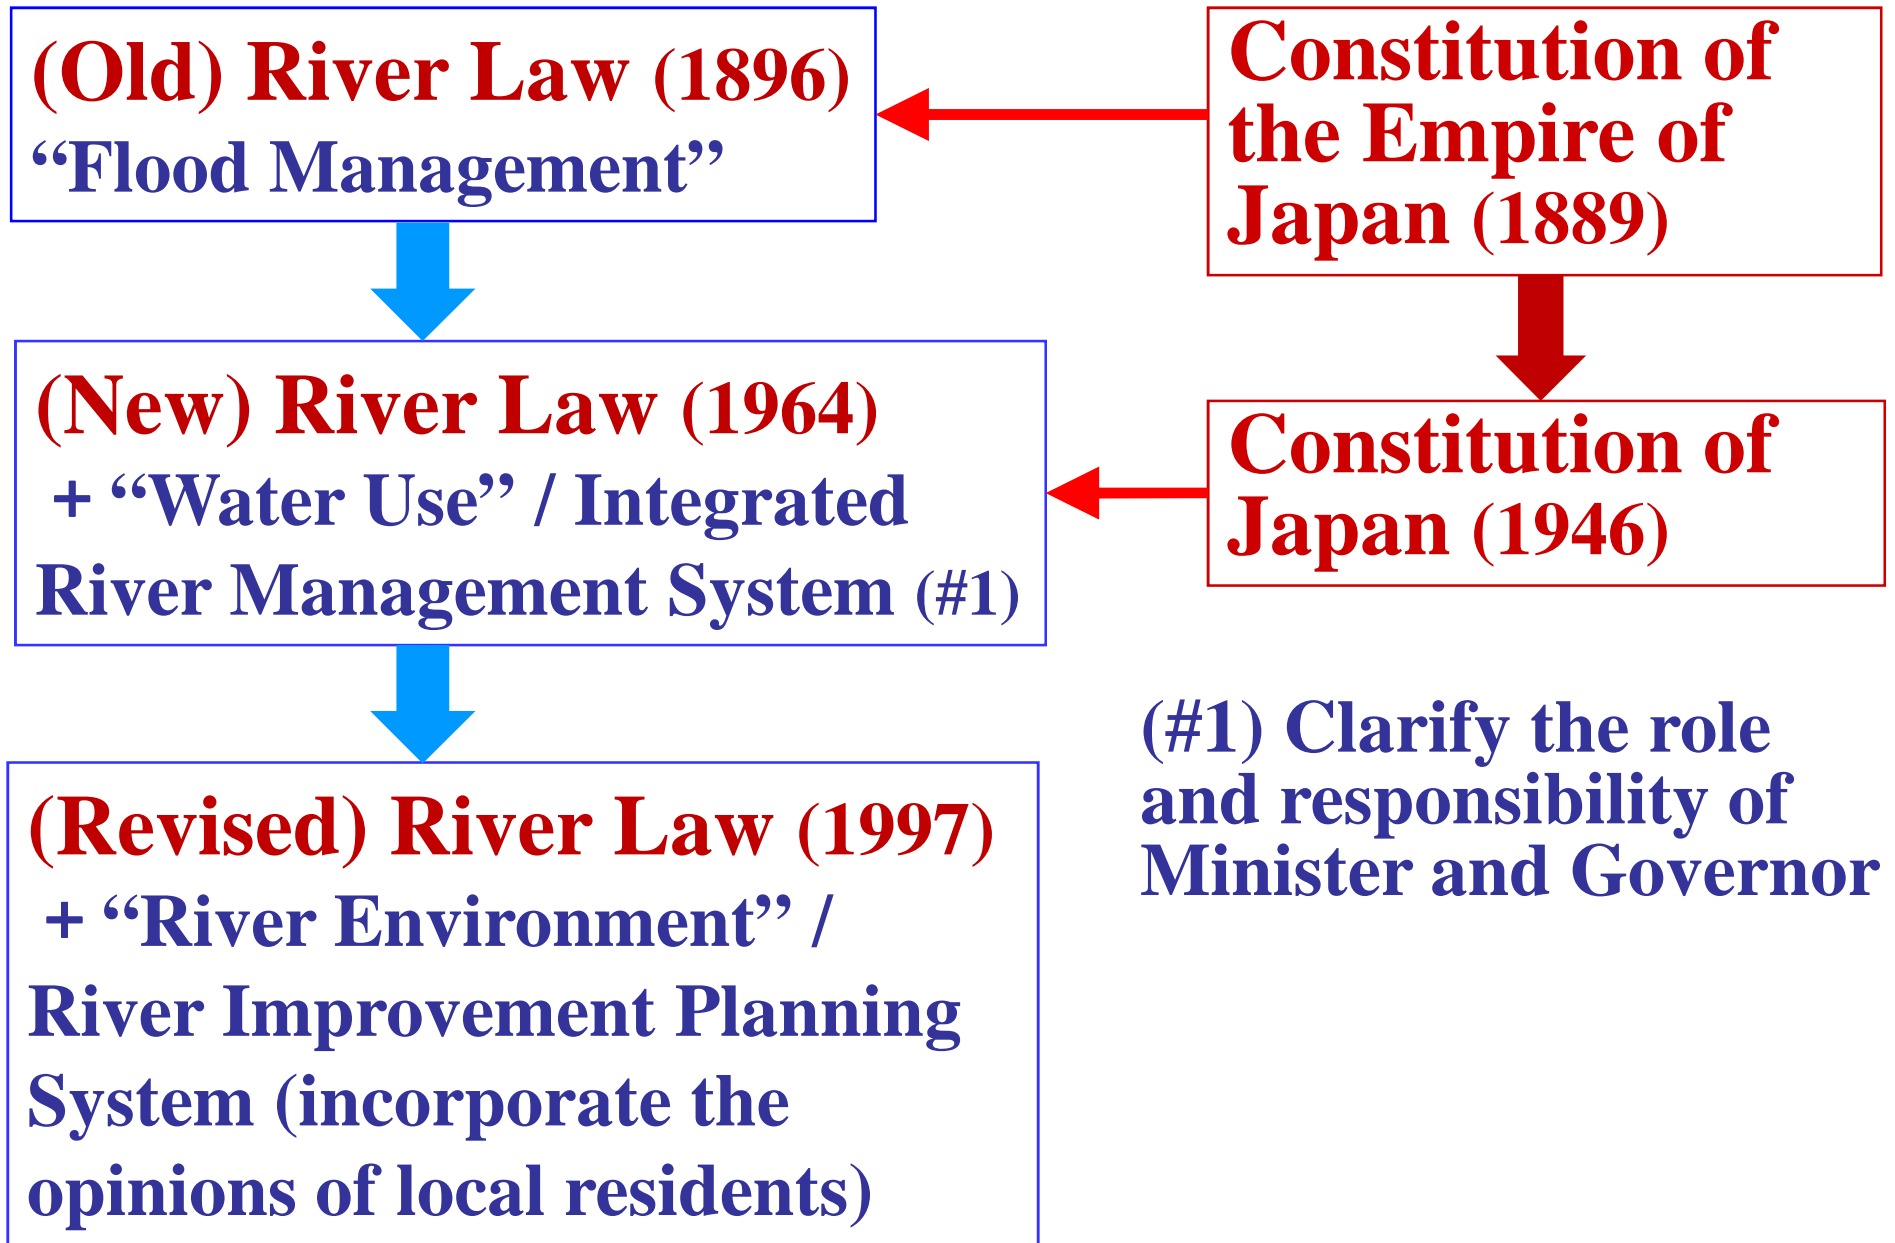 (Old) River Law (1896)
“Flood Management”
Constitution of
the Empire of
Japan (1889)
(New) River Law (1964)
+ “Water Use” / Integrated
River Management System (#1)
Constitution of
Japan (1946)
(#1) Clarify the role
and responsibility of
Minister and Governor
(Revised) River Law (1997)
+ “River Environment” /
River Improvement Planning
System (incorporate the
opinions of local residents)